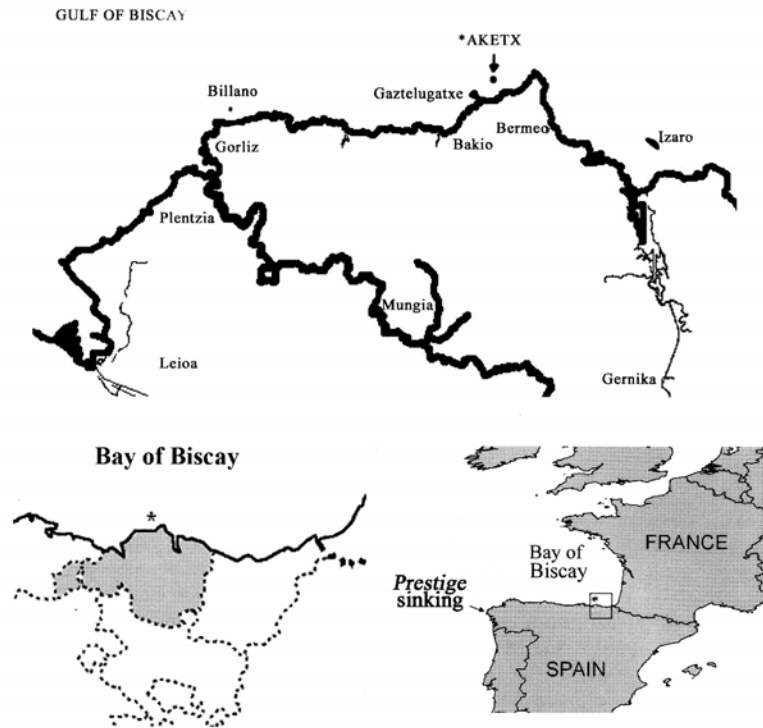 GULF OF BISCAY
*AKETX
Billano
Gaztelugatxe
Gorliz
Bakio
Bermeo
Izaro
Plentzia
Mungia
Leioa
Gernika
Bay of Biscay
*
FRANCE
Bay of
Biscay
Prestige
sinking
*
SPAIN